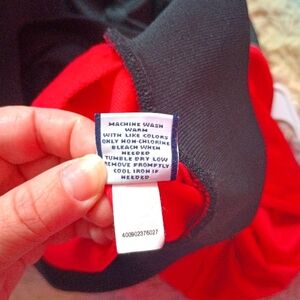 MACHINE WASH
WARM
WITH LIKE COLORS
ONLY NON-CHLORINE
BLEACH WHEN
NEEDED
TUMBLE DRY LOW
REMOVE PROMPTLY
COOL IRON IF
NEEDED
400902376027